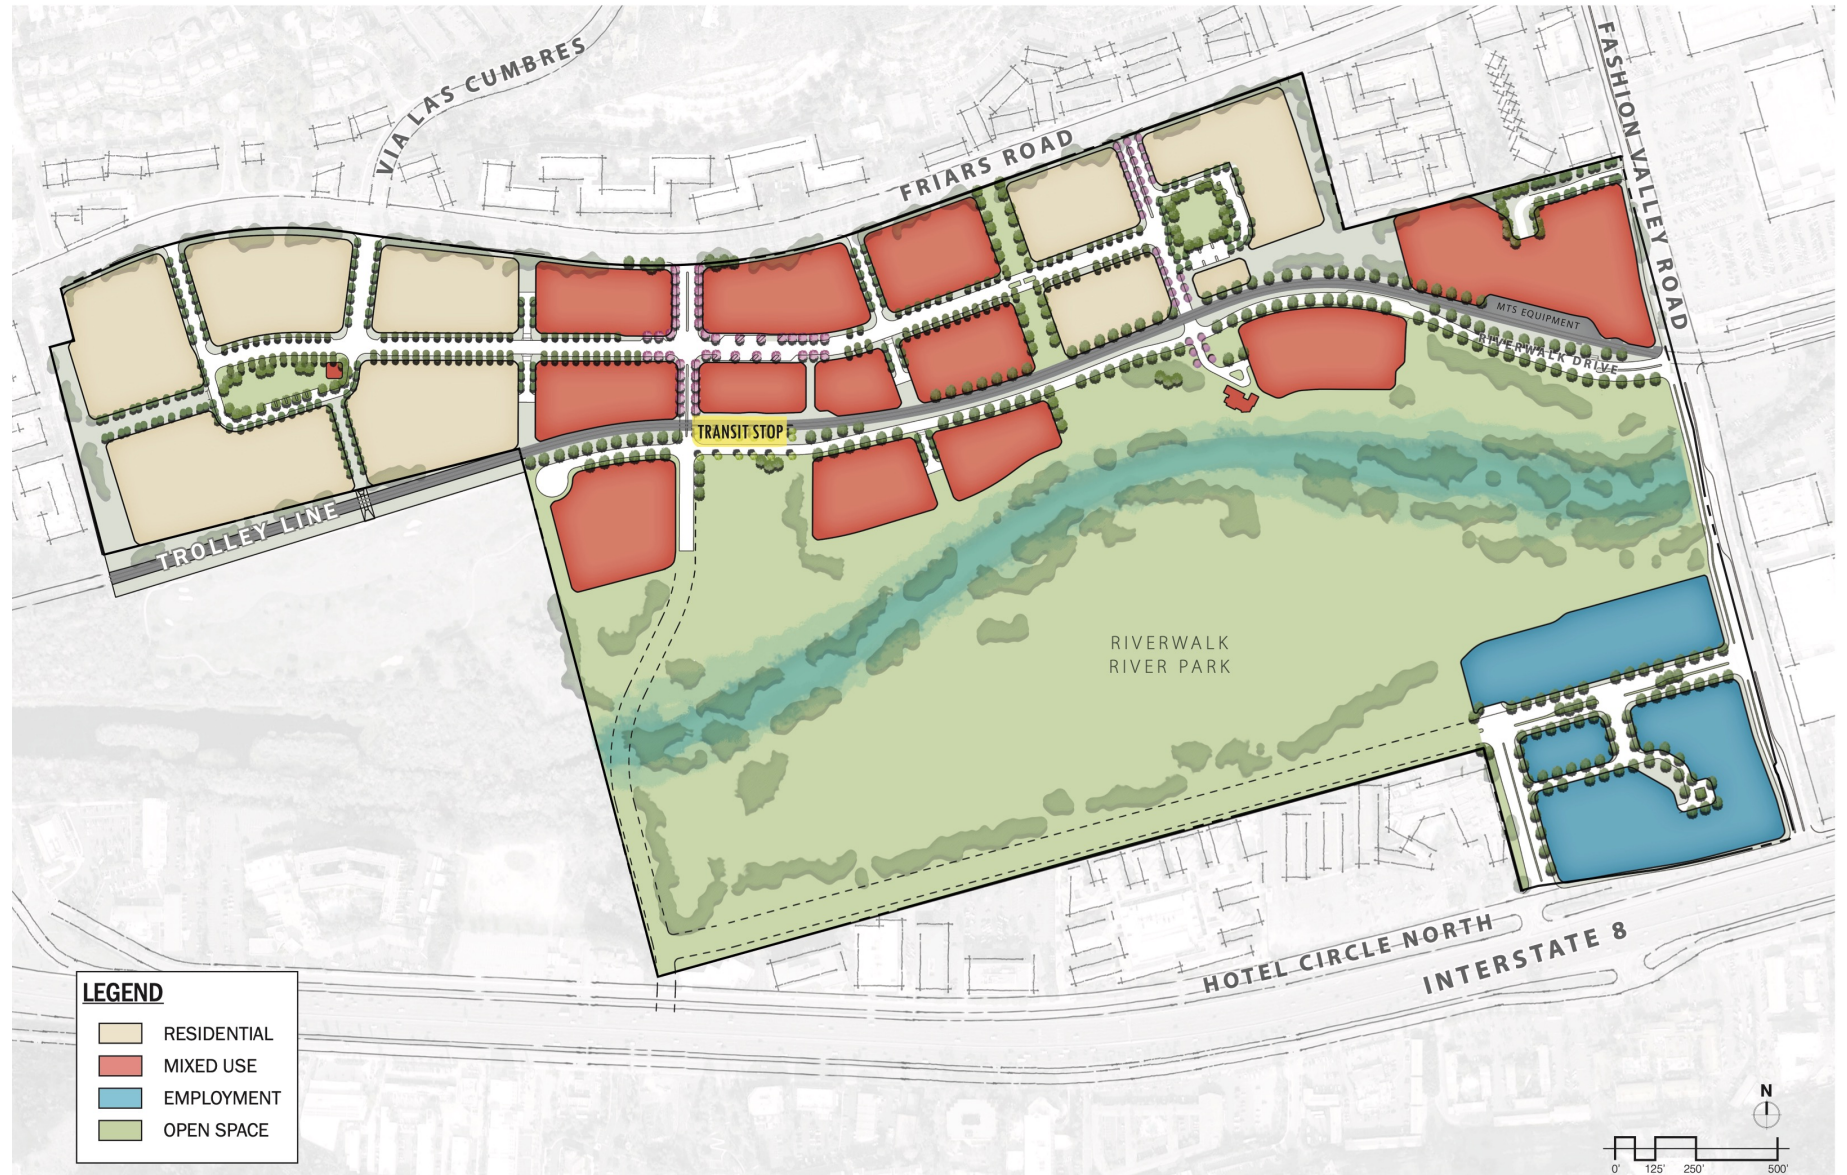 VIA LAS CUMBRES
FRIARS ROAD
FASHION VALLEY ROAD
MTS EQUIPMENT
RIVERWALK DRIVE
TRANSIT STOP
TROLLEY LINE
RIVERWALK
RIVER PARK
HOTEL CIRCLE NORTH
INTERSTATE 8
LEGEND
RESIDENTIAL
MIXED USE
EMPLOYMENT
OPEN SPACE
N
0' 125' 250' 500'